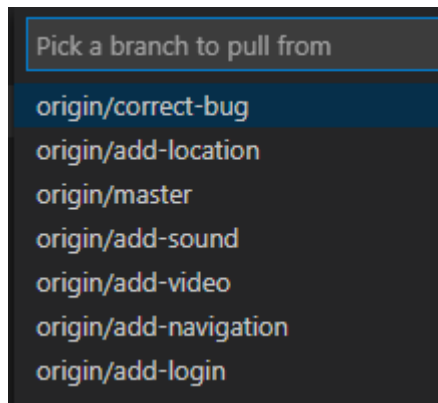 Pick a branch to pull from
origin/correct-bug
origin/add-location
origin/master
origin/add-sound
origin/add-video
origin/add-navigation
origin/add-login